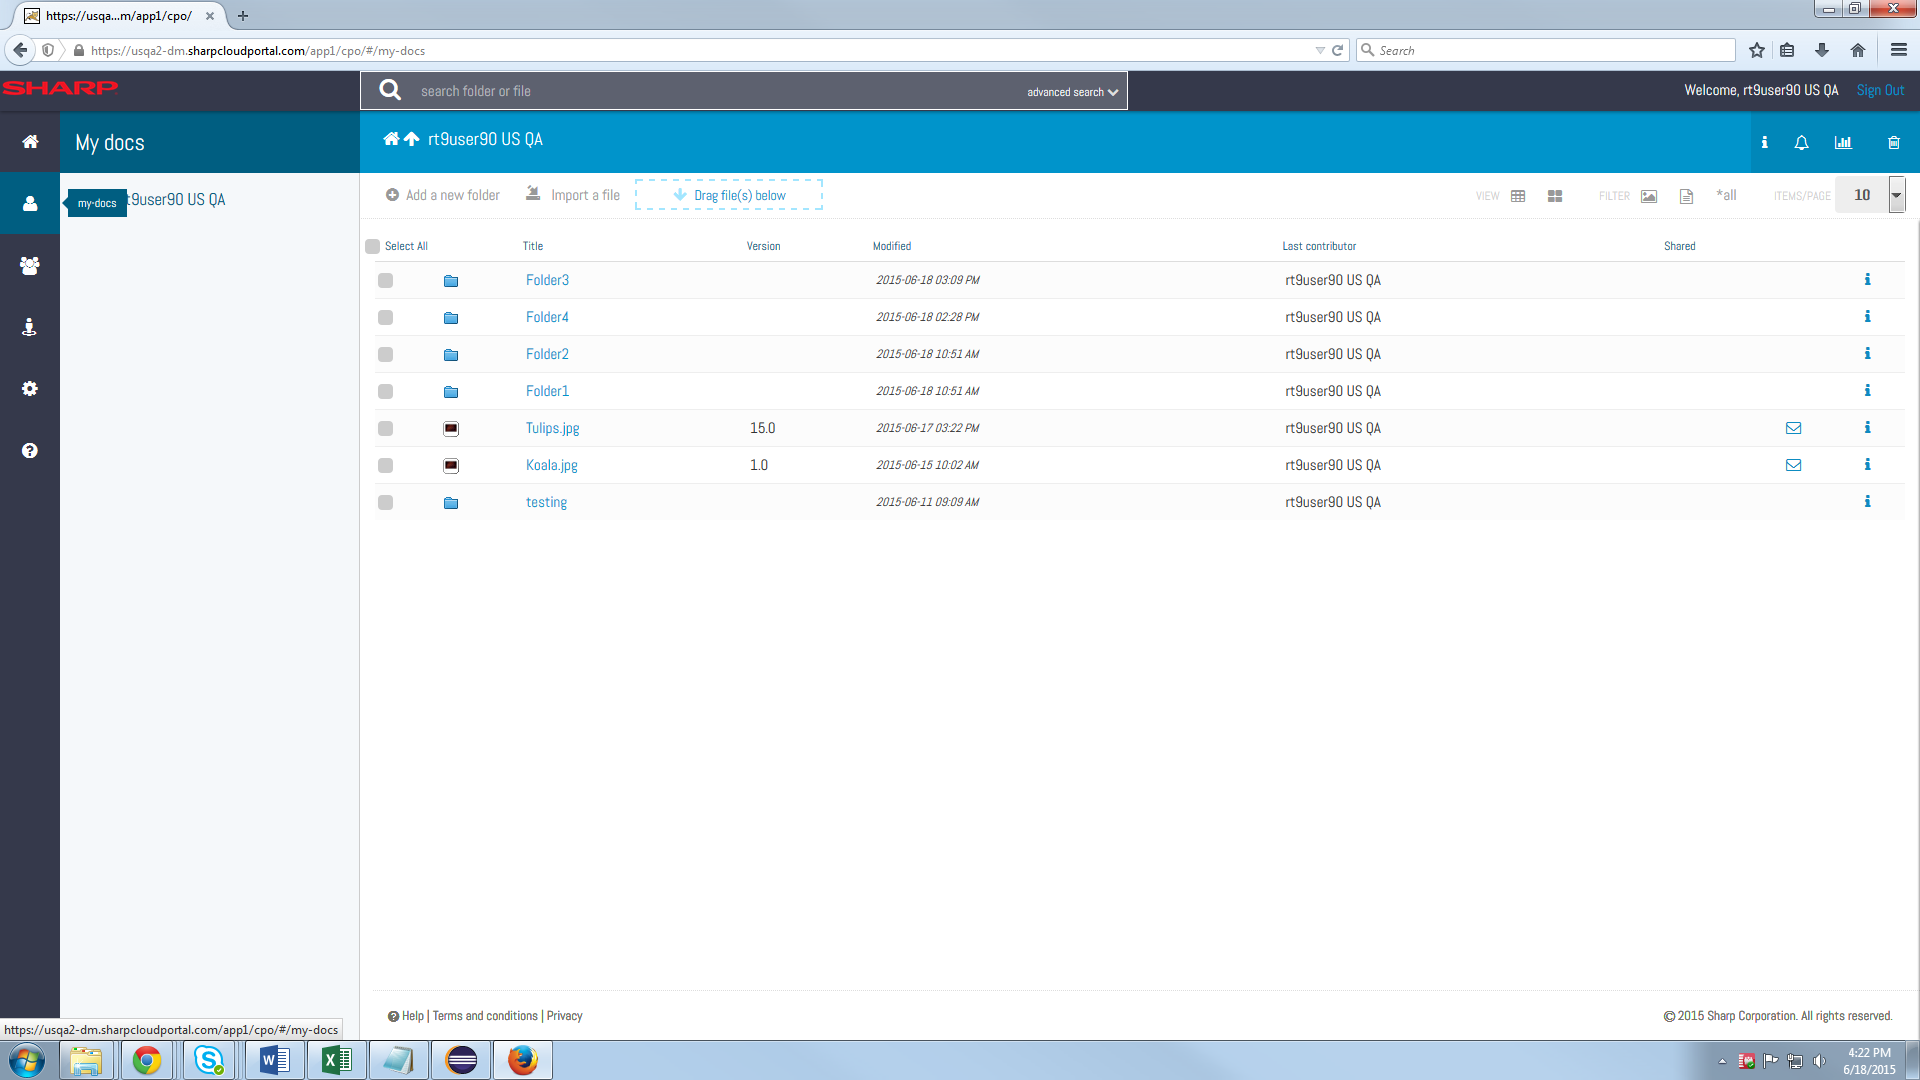 https://usqa...m/app1/cpo/
https://usqa2-dm.sharpcloudportal.com/app1/cpo/#/my-docs
Search
SHARP
search folder or file
advanced search
Welcome, rt9user90 US QA
Sign Out
My docs
rt9user90 US QA
my-docs
t9user90 US QA
Add a new folder
Import a file
Drag file(s) below
VIEW
FILTER
*all
ITEMS/PAGE
10
Select All Title Version Modified Last contributor Shared
Folder3 2015-06-18 03:09 PM rt9user90 US QA
Folder4 2015-06-18 02:28 PM rt9user90 US QA
Folder2 2015-06-18 10:51 AM rt9user90 US QA
Folder1 2015-06-18 10:51 AM rt9user90 US QA
Tulips.jpg 15.0 2015-06-17 03:22 PM rt9user90 US QA
Koala.jpg 1.0 2015-06-15 10:02 AM rt9user90 US QA
testing 2015-06-11 09:09 AM rt9user90 US QA
Help | Terms and conditions | Privacy
© 2015 Sharp Corporation. All rights reserved.
https://usqa2-dm.sharpcloudportal.com/app1/cpo/#/my-docs
4:22 PM
6/18/2015